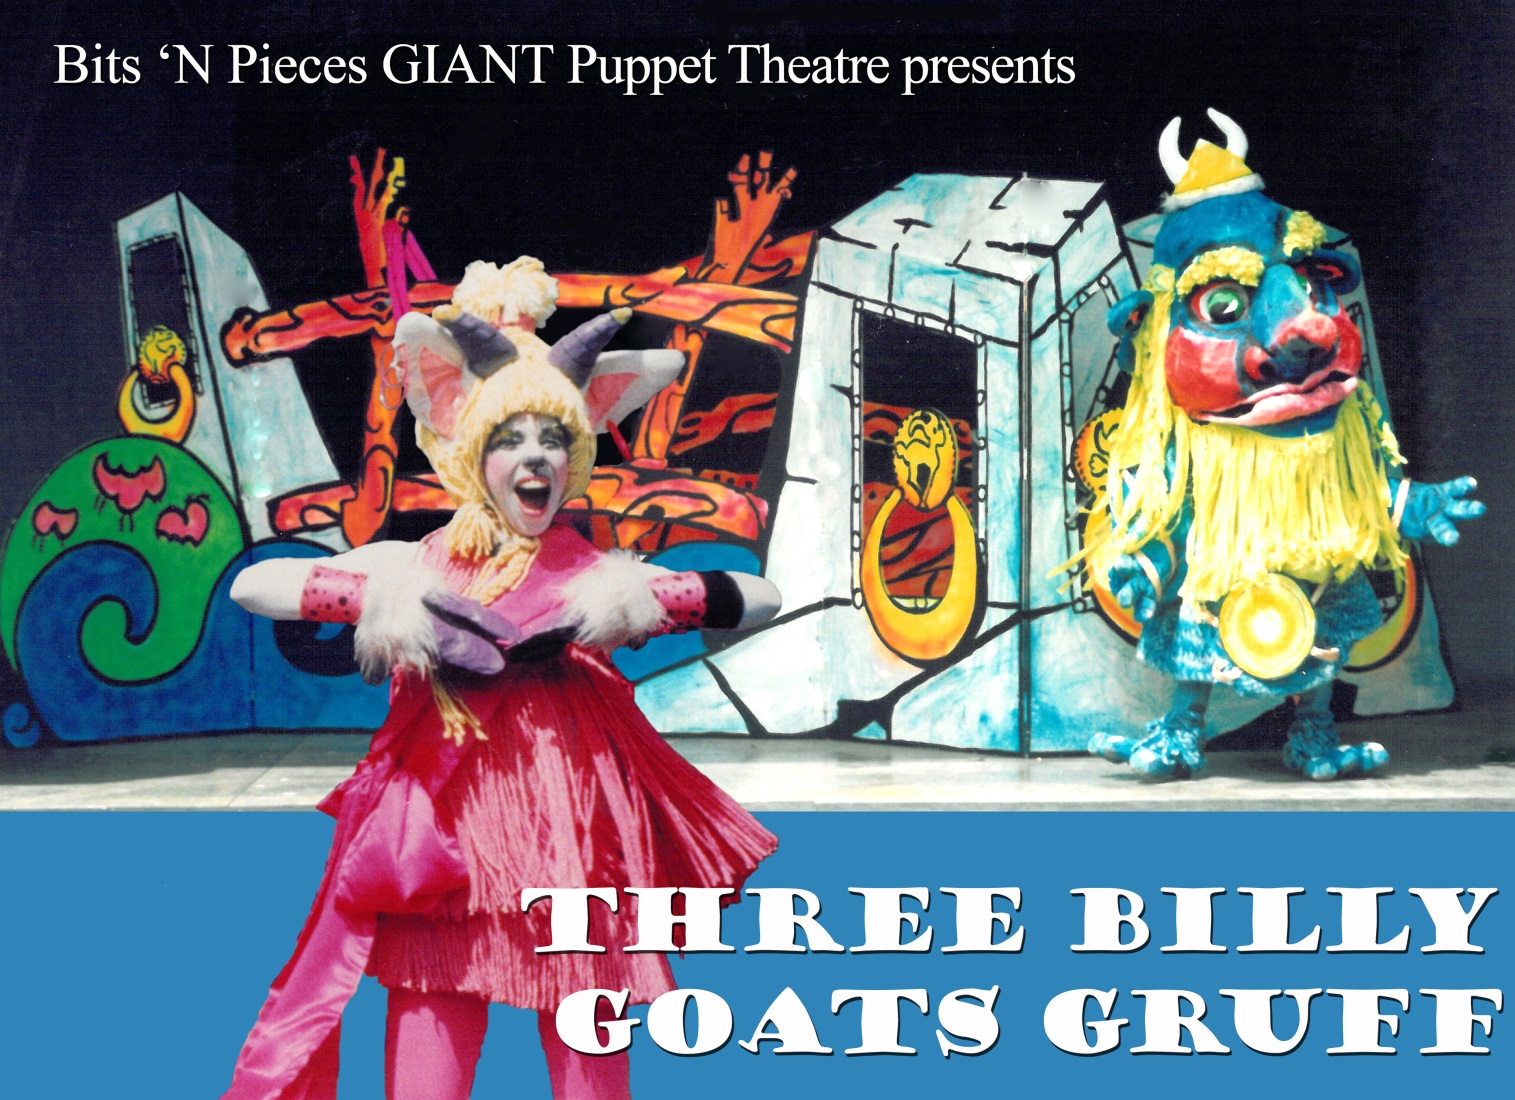 Bits ‘N Pieces GIANT Puppet Theatre presents
THREE BILLY
GOATS GRUFF